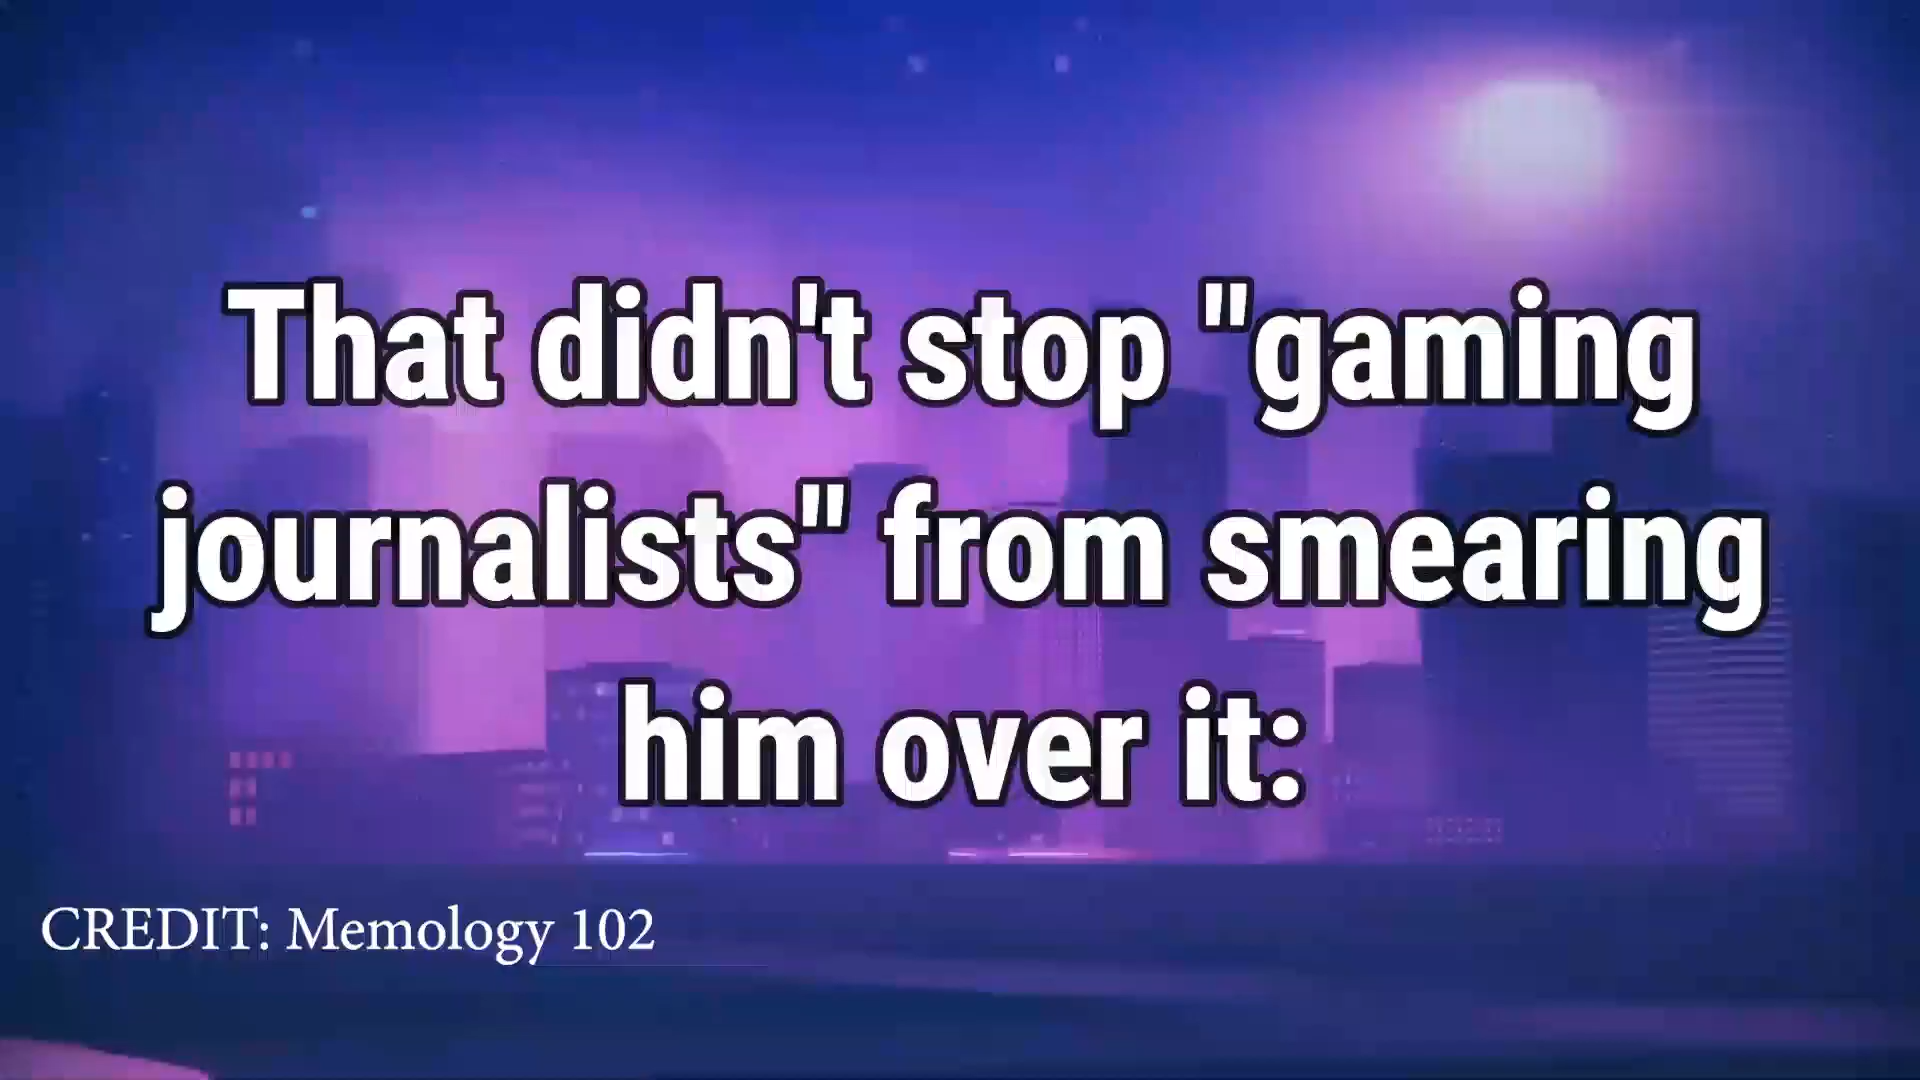 That didn't stop "gaming
journalists" from smearing
him over it:
CREDIT: Memology 102